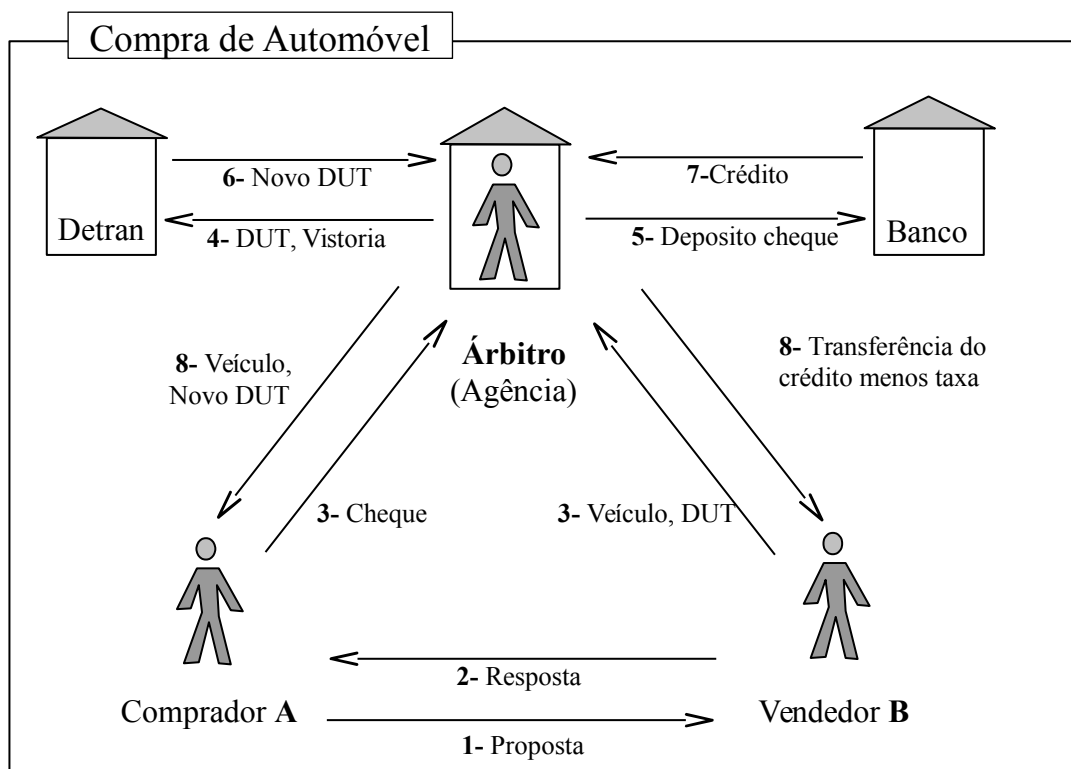 Compra de Automóvel
6- Novo DUT
7-Crédito
Detran
4- DUT, Vistoria
5- Deposito cheque
Banco
Árbitro
(Agência)
8- Veículo,
Novo DUT
8- Transferência do
crédito menos taxa
3- Cheque
3- Veículo, DUT
2- Resposta
Comprador A
Vendedor B
1- Proposta